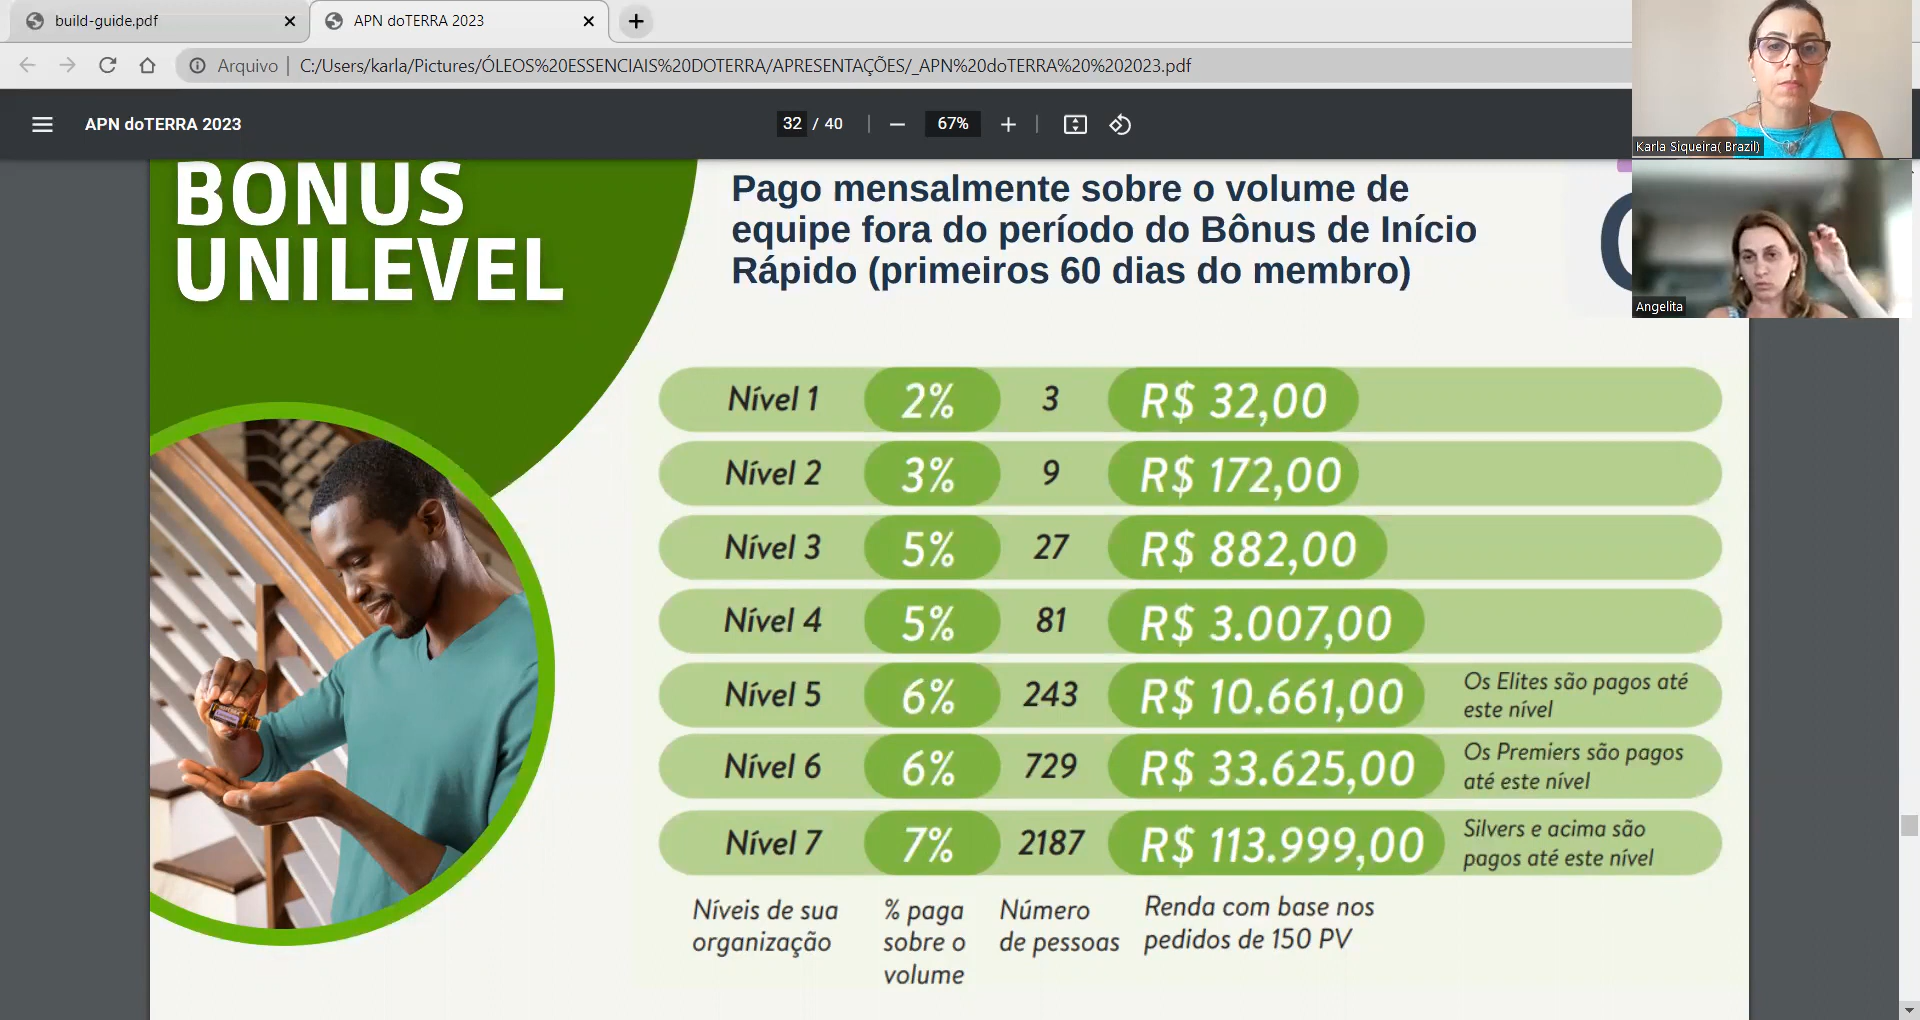 build-guide.pdf
APN doTERRA 2023
Arquivo
C:/Users/karla/Pictures/ÓLEOS%20ESSENCIAIS%20DOTERRA/APRESENTAÇÕES/_APN%20doTERRA%20%202023.pdf
APN doTERRA 2023
32 / 40
67%
Karla Siqueira( Brazil)
Angelita
BONUS
UNILEVEL
Pago mensalmente sobre o volume de
equipe fora do período do Bônus de Início
Rápido (primeiros 60 dias do membro)
Nível 1 2% 3 R$ 32,00
Nível 2 3% 9 R$ 172,00
Nível 3 5% 27 R$ 882,00
Nível 4 5% 81 R$ 3.007,00
Nível 5 6% 243 R$ 10.661,00
Os Elites são pagos até
este nível
Nível 6 6% 729 R$ 33.625,00
Os Premiers são pagos
até este nível
Nível 7 7% 2187 R$ 113.999,00
Silvers e acima são
pagos até este nível
Níveis de sua
organização
% paga
sobre o
volume
Número
de pessoas
Renda com base nos
pedidos de 150 PV